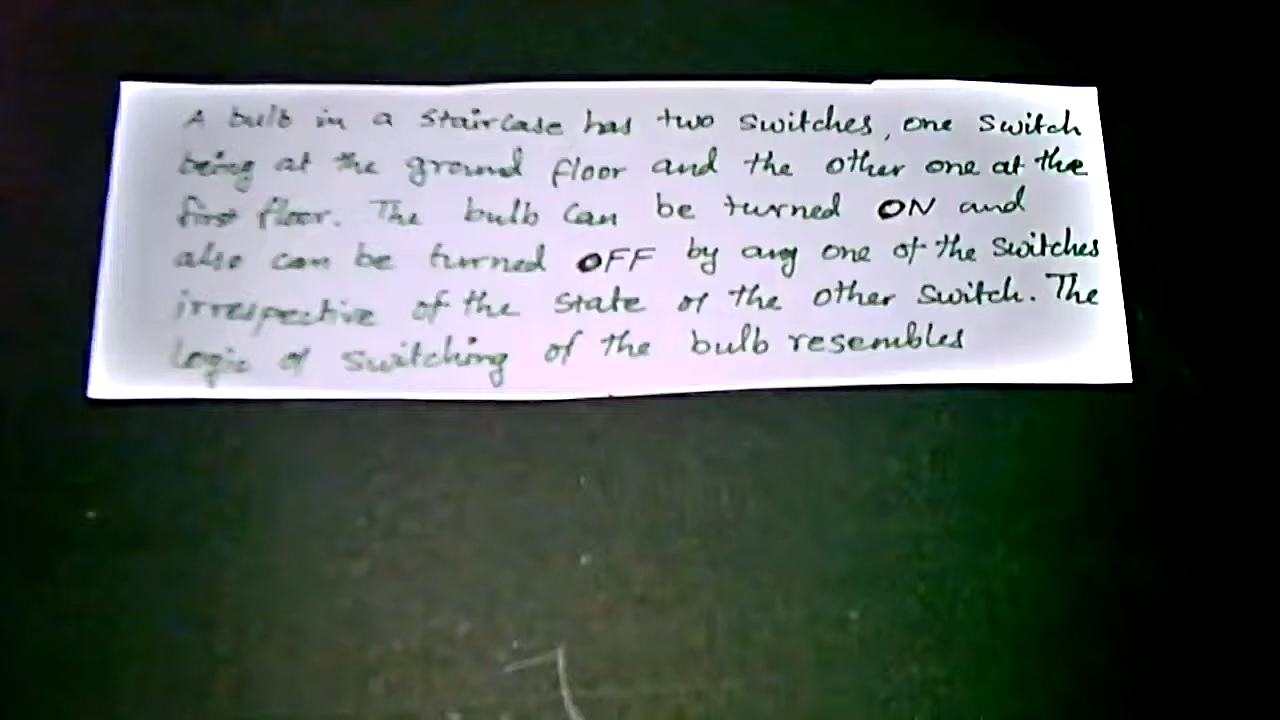 A bulb in a staircase has two switches, one switch
being at the ground floor and the other one at the
first floor. The bulb can be turned ON and
also can be turned OFF by any one of the switches
irrespective of the state of the other switch. The
logic of switching of the bulb resembles